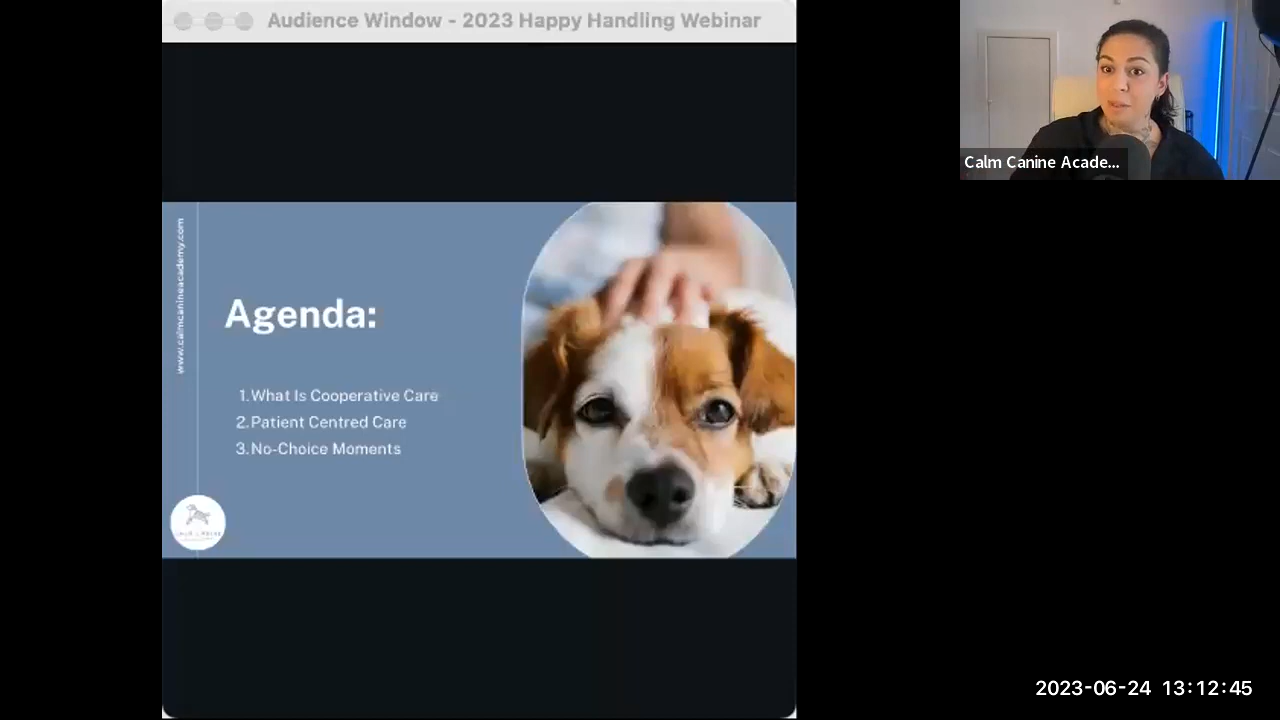 Audience Window - 2023 Happy Handling Webinar
Calm Canine Acade...
www.calmcanineacademy.com
Agenda:
1. What Is Cooperative Care
2. Patient Centred Care
3. No-Choice Moments
2023-06-24 13:12:45